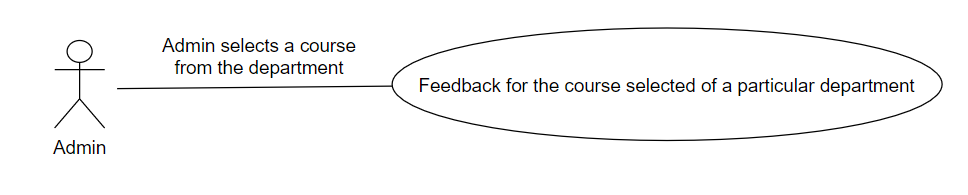 Admin selects a course
from the department
Feedback for the course selected of a particular department
Admin